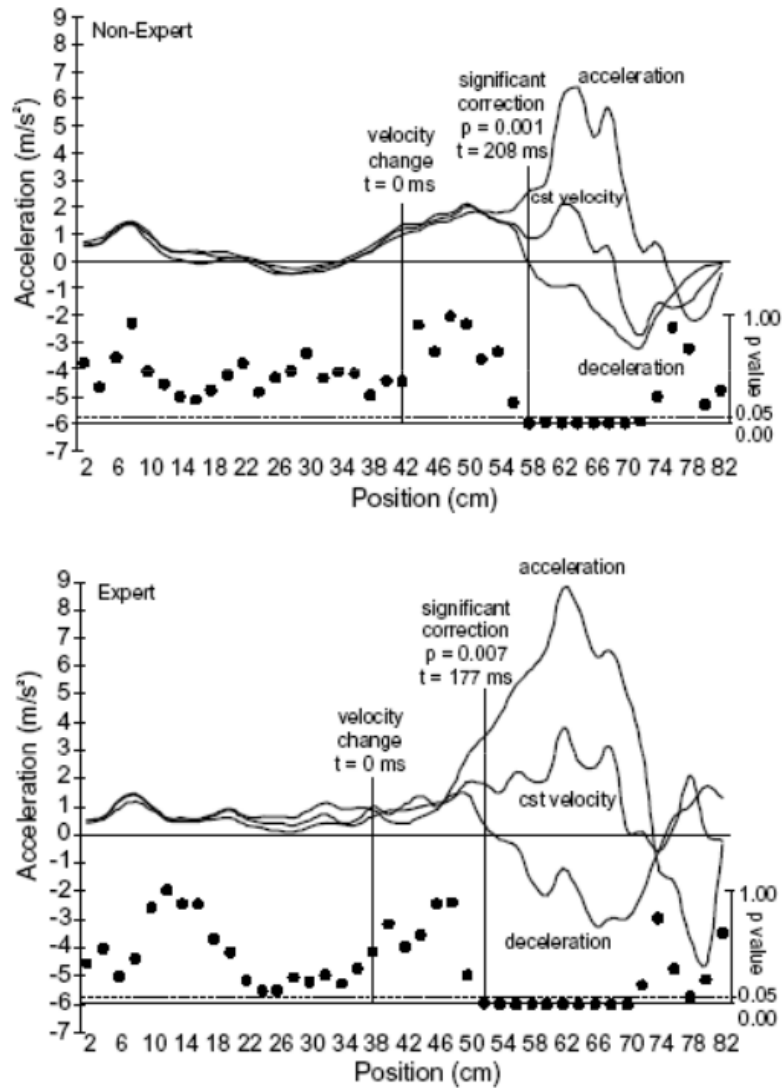 Non-Expert
acceleration
significant
correction
p = 0.001
t = 208 ms
velocity
change
t = 0 ms
cst velocity
deceleration
Acceleration (m/s²)
9
8
7
6
5
4
3
2
1
0
-1
-2
-3
-4
-5
-6
-7
1.00
0.05
0.00
p value
2 6 10 14 18 22 26 30 34 38 42 46 50 54 58 62 66 70 74 78 82
Position (cm)
Expert
acceleration
significant
correction
p = 0.007
t = 177 ms
velocity
change
t = 0 ms
cst velocity
deceleration
Acceleration (m/s²)
9
8
7
6
5
4
3
2
1
0
-1
-2
-3
-4
-5
-6
-7
1.00
0.05
0.00
p value
2 6 10 14 18 22 26 30 34 38 42 46 50 54 58 62 66 70 74 78 82
Position (cm)